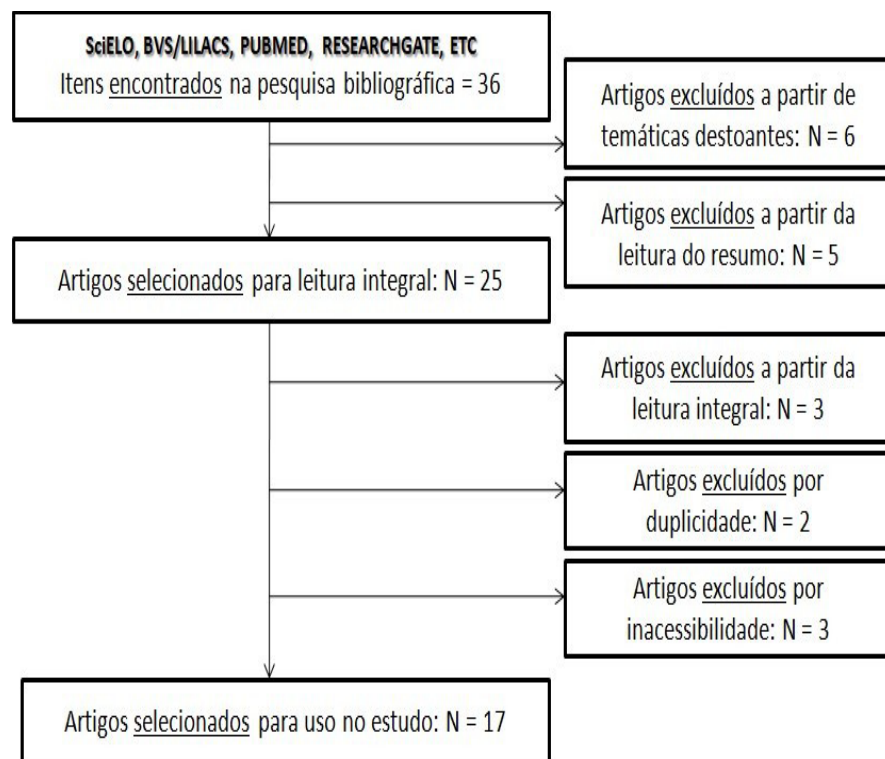 SciELO, BVS/LILACS, PUBMED, RESEARCHGATE, ETC
Itens encontrados na pesquisa bibliográfica = 36
Artigos excluídos a partir de
temáticas destoantes: N = 6
Artigos excluídos a partir da
leitura do resumo: N = 5
Artigos selecionados para leitura integral: N = 25
Artigos excluídos a partir da
leitura integral: N = 3
Artigos excluídos por
duplicidade: N = 2
Artigos excluídos por
inacessibilidade: N = 3
Artigos selecionados para uso no estudo: N = 17